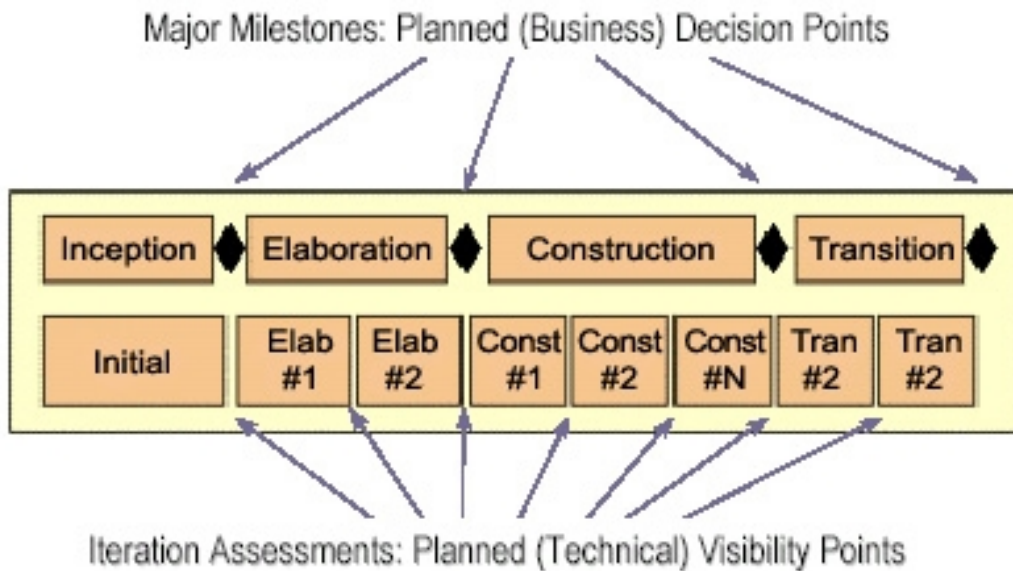 Major Milestones: Planned (Business) Decision Points
Inception Elaboration Construction Transition
Initial Elab #1 Elab #2 Const #1 Const #2 Const #N Tran #2 Tran #2
Iteration Assessments: Planned (Technical) Visibility Points